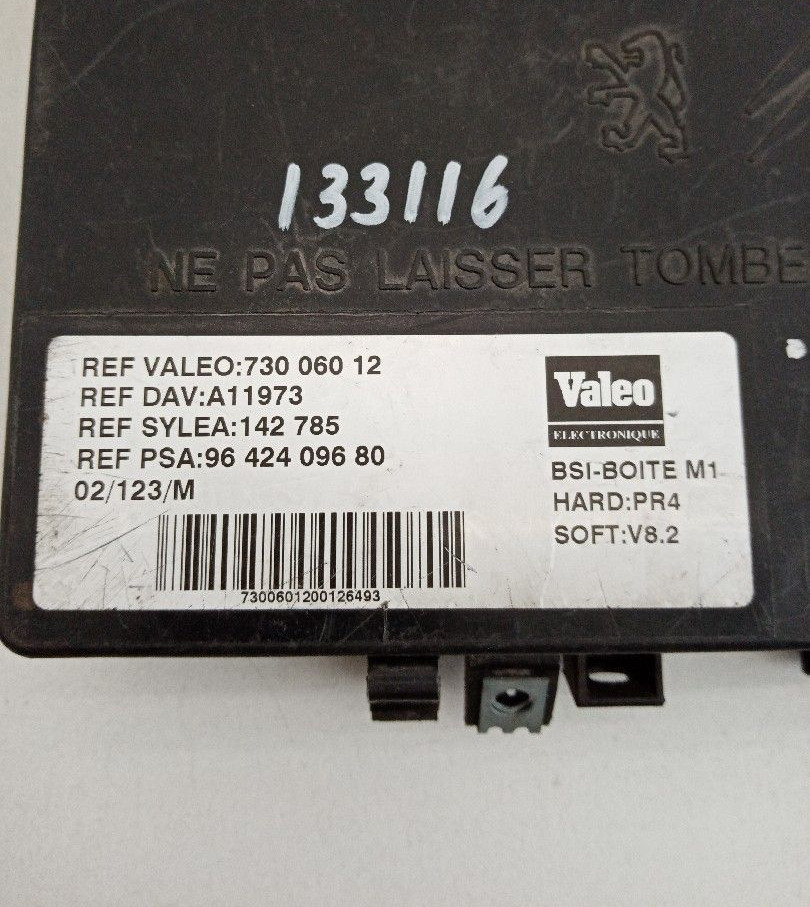 133116
NE PAS LAISSER TOMBE
REF VALEO:730 060 12
REF DAV:A11973
REF SYLEA:142 785
REF PSA:96 424 096 80
02/123/M
7300601200126493
Valeo
ELECTRONIQUE
BSI-BOITE M1
HARD:PR4
SOFT:V8.2